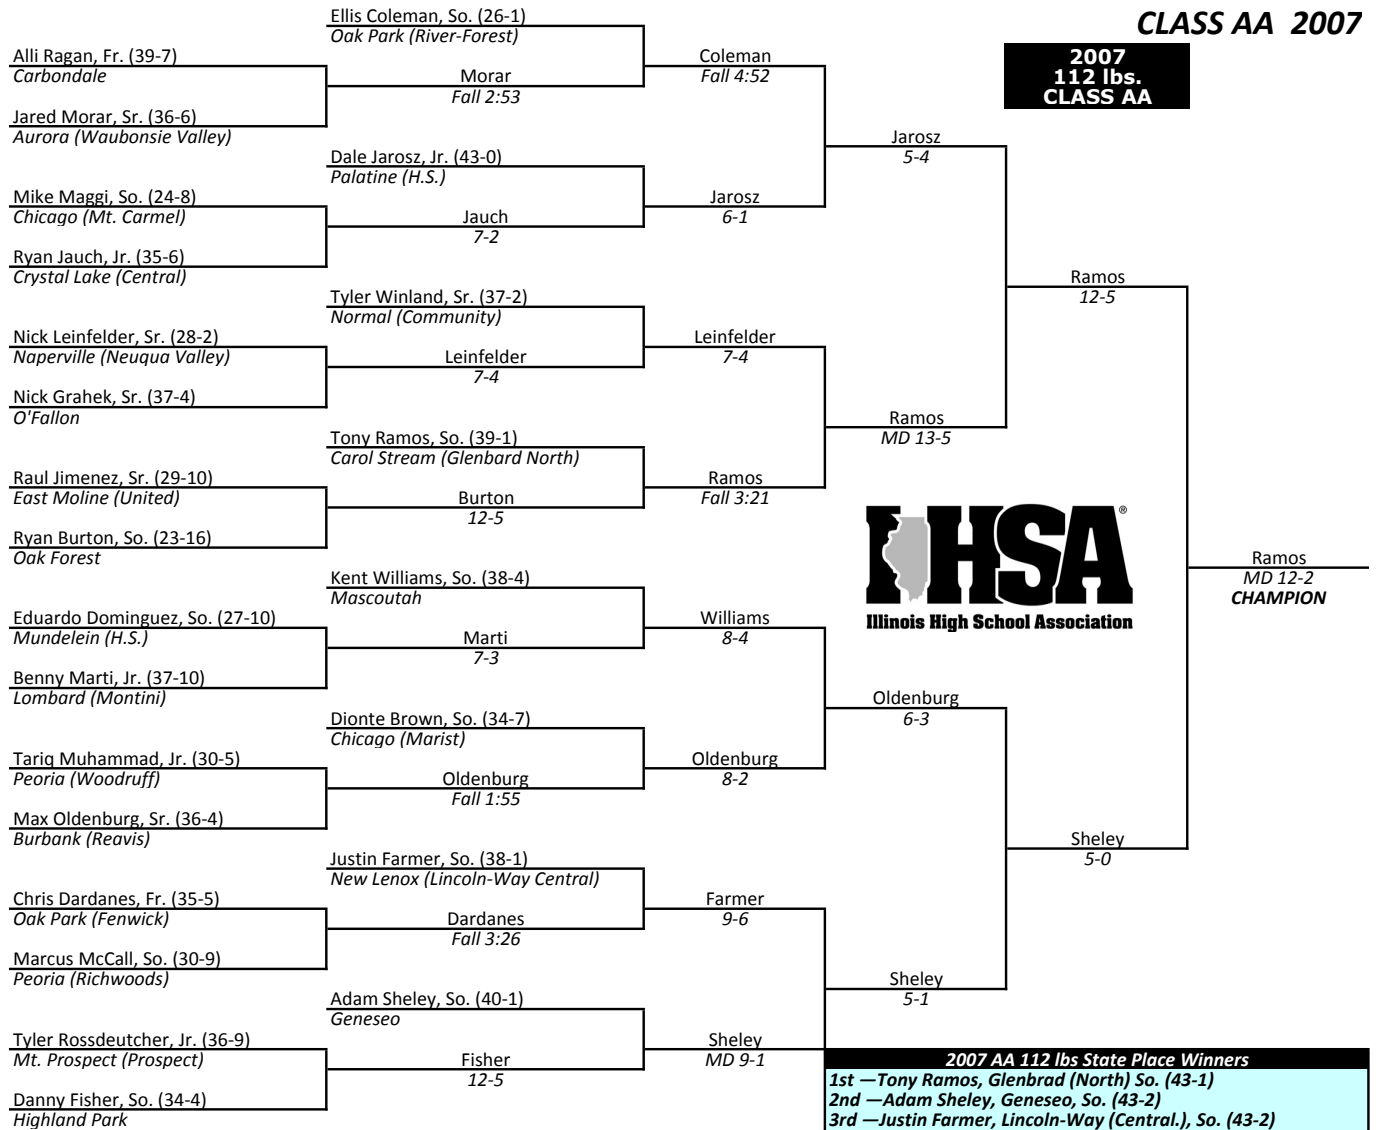 CLASS AA  2007
2007
112 lbs.
CLASS AA
Alli Ragan, Fr. (39-7)
Carbondale
Jared Morar, Sr. (36-6)
Aurora (Waubonsie Valley)
Mike Maggi, So. (24-8)
Chicago (Mt. Carmel)
Ryan Jauch, Jr. (35-6)
Crystal Lake (Central)
Nick Leinfelder, Sr. (28-2)
Naperville (Neuqua Valley)
Nick Grahek, Sr. (37-4)
O'Fallon
Raul Jimenez, Sr. (29-10)
East Moline (United)
Ryan Burton, So. (23-16)
Oak Forest
Eduardo Dominguez, So. (27-10)
Mundelein (H.S.)
Benny Marti, Jr. (37-10)
Lombard (Montini)
Tariq Muhammad, Jr. (30-5)
Peoria (Woodruff)
Max Oldenburg, Sr. (36-4)
Burbank (Reavis)
Chris Dardanes, Fr. (35-5)
Oak Park (Fenwick)
Marcus McCall, So. (30-9)
Peoria (Richwoods)
Tyler Rossdeutcher, Jr. (36-9)
Mt. Prospect (Prospect)
Danny Fisher, So. (34-4)
Highland Park
Ellis Coleman, So. (26-1)
Oak Park (River-Forest)
Morar
Fall 2:53
Dale Jarosz, Jr. (43-0)
Palatine (H.S.)
Jauch
7-2
Tyler Winland, Sr. (37-2)
Normal (Community)
Leinfelder
7-4
Tony Ramos, So. (39-1)
Carol Stream (Glenbard North)
Burton
12-5
Kent Williams, So. (38-4)
Mascoutah
Marti
7-3
Dionte Brown, So. (34-7)
Chicago (Marist)
Oldenburg
Fall 1:55
Justin Farmer, So. (38-1)
New Lenox (Lincoln-Way Central)
Dardanes
Fall 3:26
Adam Sheley, So. (40-1)
Geneseo
Fisher
12-5
Coleman
Fall 4:52
Jarosz
6-1
Leinfelder
7-4
Ramos
Fall 3:21
Williams
8-4
Oldenburg
8-2
Farmer
9-6
Sheley
MD 9-1
Jarosz
5-4
Ramos
MD 13-5
Oldenburg
6-3
Sheley
5-1
Ramos
12-5
Sheley
5-0
IHSA®
Illinois High School Association
Ramos
MD 12-2
CHAMPION
2007 AA 112 lbs State Place Winners
1st —Tony Ramos, Glenbrad (North) So. (43-1)
2nd —Adam Sheley, Geneseo, So. (43-2)
3rd —Justin Farmer, Lincoln-Way (Central.), So. (43-2)